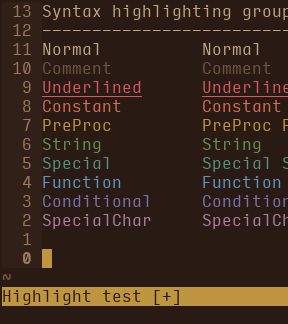 13 Syntax highlighting group
12 -------------------------
11 Normal Normal
10 Comment Comment
9 Underlined Underline
8 Constant Constant
7 PreProc PreProc F
6 String String
5 Special Special S
4 Function Function
3 Conditional Condition
2 SpecialChar SpecialCh
1
0
~
Highlight test [+]